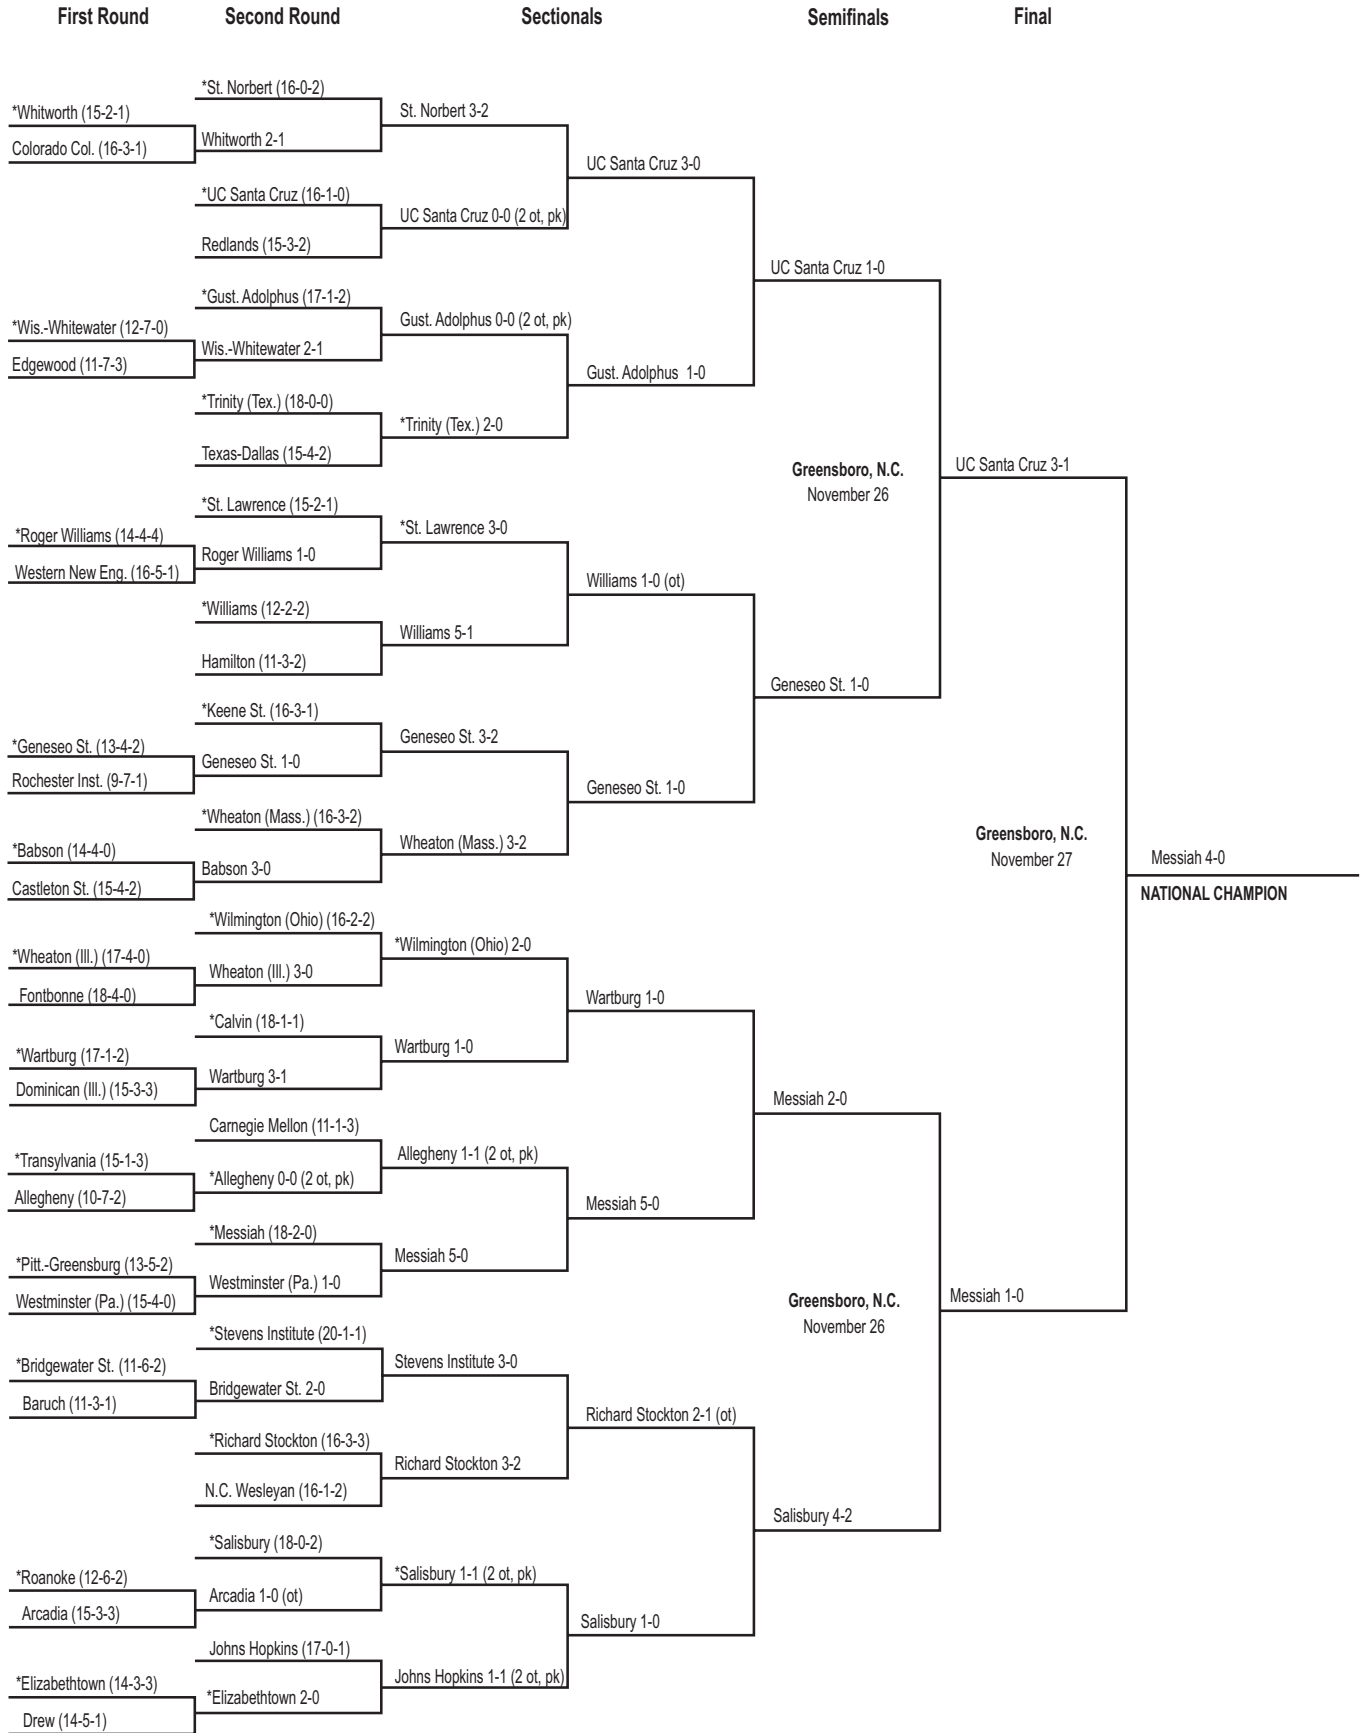 First Round
Second Round
Sectionals
Semifinals
Final
*Whitworth (15-2-1)
Colorado Col. (16-3-1)
*Wis.-Whitewater (12-7-0)
Edgewood (11-7-3)
*Roger Williams (14-4-4)
Western New Eng. (16-5-1)
*Geneseo St. (13-4-2)
Rochester Inst. (9-7-1)
*Babson (14-4-0)
Castleton St. (15-4-2)
*Wheaton (Ill.) (17-4-0)
Fontbonne (18-4-0)
*Wartburg (17-1-2)
Dominican (Ill.) (15-3-3)
*Transylvania (15-1-3)
Allegheny (10-7-2)
*Pitt.-Greensburg (13-5-2)
Westminster (Pa.) (15-4-0)
*Bridgewater St. (11-6-2)
Baruch (11-3-1)
*Roanoke (12-6-2)
Arcadia (15-3-3)
*Elizabethtown (14-3-3)
Drew (14-5-1)
*St. Norbert (16-0-2)
Whitworth 2-1
*UC Santa Cruz (16-1-0)
Redlands (15-3-2)
*Gust. Adolphus (17-1-2)
Wis.-Whitewater 2-1
*Trinity (Tex.) (18-0-0)
Texas-Dallas (15-4-2)
*St. Lawrence (15-2-1)
Roger Williams 1-0
*Williams (12-2-2)
Hamilton (11-3-2)
*Keene St. (16-3-1)
Geneseo St. 1-0
*Wheaton (Mass.) (16-3-2)
Babson 3-0
*Wilmington (Ohio) (16-2-2)
Wheaton (Ill.) 3-0
*Calvin (18-1-1)
Wartburg 3-1
Carnegie Mellon (11-1-3)
*Allegheny 0-0 (2 ot, pk)
*Messiah (18-2-0)
Westminster (Pa.) 1-0
*Stevens Institute (20-1-1)
Bridgewater St. 2-0
*Richard Stockton (16-3-3)
N.C. Wesleyan (16-1-2)
*Salisbury (18-0-2)
Arcadia 1-0 (ot)
Johns Hopkins (17-0-1)
*Elizabethtown 2-0
St. Norbert 3-2
UC Santa Cruz 0-0 (2 ot, pk)
Gust. Adolphus 0-0 (2 ot, pk)
*Trinity (Tex.) 2-0
*St. Lawrence 3-0
Williams 5-1
Geneseo St. 3-2
Wheaton (Mass.) 3-2
*Wilmington (Ohio) 2-0
Wartburg 1-0
Allegheny 1-1 (2 ot, pk)
Messiah 5-0
Stevens Institute 3-0
Richard Stockton 3-2
*Salisbury 1-1 (2 ot, pk)
Johns Hopkins 1-1 (2 ot, pk)
UC Santa Cruz 3-0
Gust. Adolphus 1-0
Williams 1-0 (ot)
Geneseo St. 1-0
Wartburg 1-0
Messiah 5-0
Richard Stockton 2-1 (ot)
Salisbury 1-0
UC Santa Cruz 1-0
Greensboro, N.C.
November 26
Geneseo St. 1-0
Messiah 2-0
Greensboro, N.C.
November 26
Salisbury 4-2
UC Santa Cruz 3-1
Greensboro, N.C.
November 27
Messiah 1-0
Messiah 4-0
NATIONAL CHAMPION